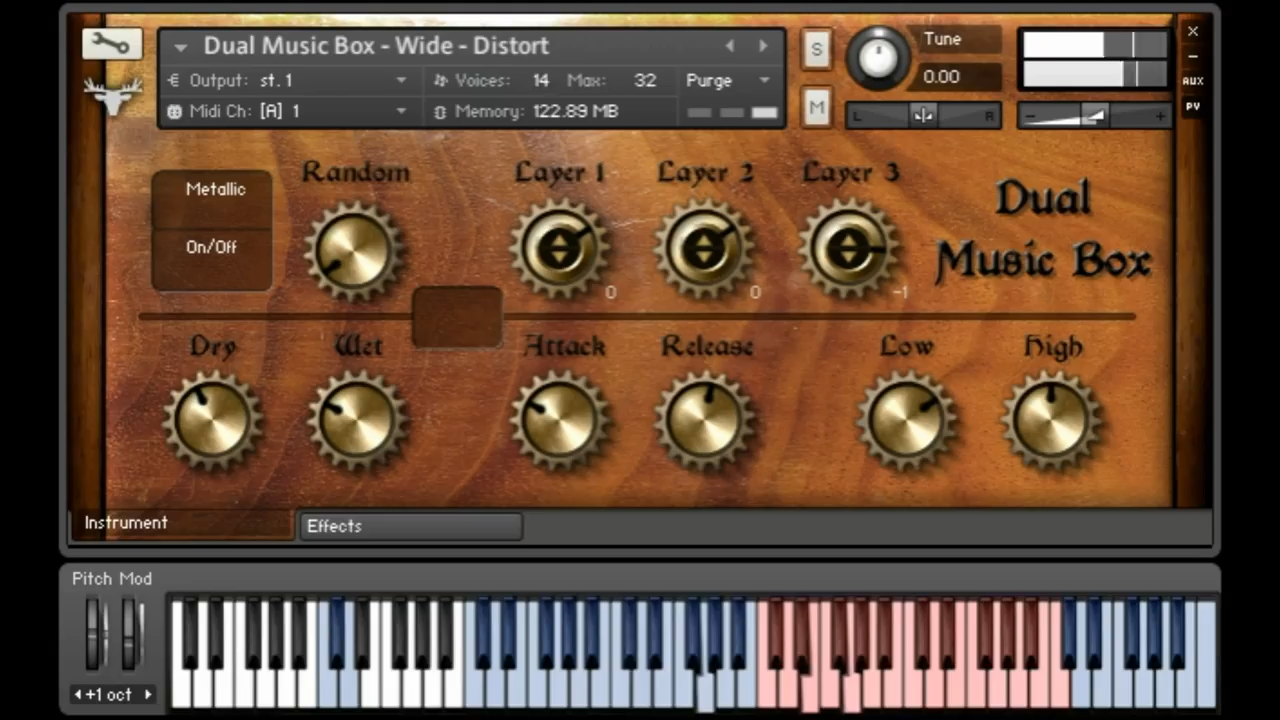 Dual Music Box - Wide - Distort
Output: st. 1
Voices: 14 Max: 32
Purge
Midi Ch: [A] 1
Memory: 122.89 MB
S
M
Tune
0.00
L R
- +
X
-
AUX
PV
Metallic
On/Off
Random
Layer 1
0
Layer 2
0
Layer 3
-1
Dual
Music Box
Dry
Wet
Attack
Release
Low
High
Instrument
Effects
Pitch Mod
+1 oct